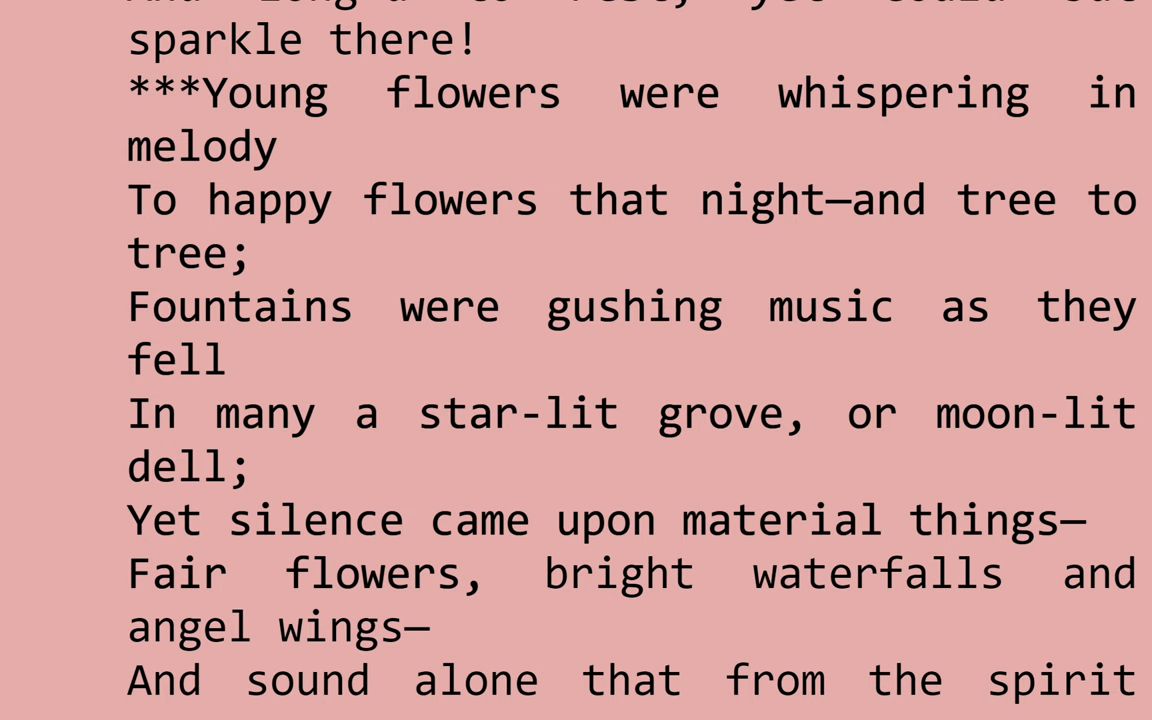 sparkle there!
***Young flowers were whispering in
melody
To happy flowers that night—and tree to
tree;
Fountains were gushing music as they
fell
In many a star-lit grove, or moon-lit
dell;
Yet silence came upon material things—
Fair flowers, bright waterfalls and
angel wings—
And sound alone that from the spirit